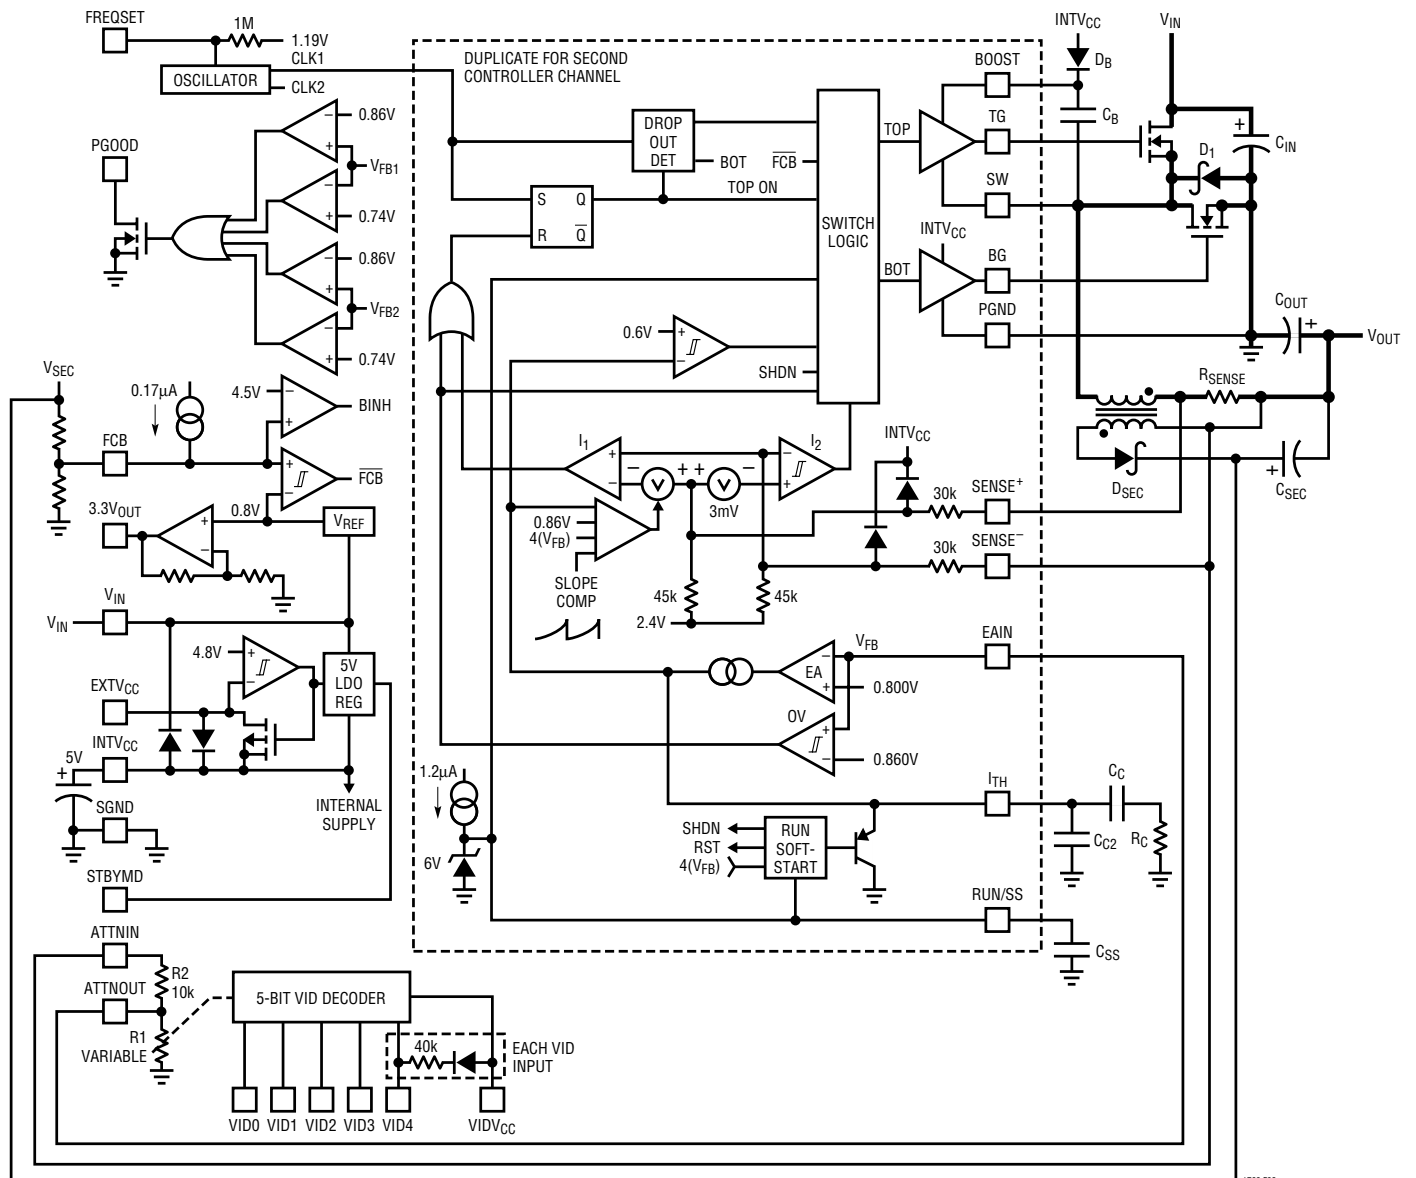 FREQSET
1M
1.19V
CLK1
OSCILLATOR
CLK2
PGOOD
0.86V
VFB1
0.74V
0.86V
VFB2
0.74V
VSEC
0.17μA
4.5V
BINH
FCB
F̅C̅B̅
3.3VOUT
0.8V
VREF
VIN
VIN
4.8V
5V
LDO
REG
EXTVCC
INTVCC
5V
+
SGND
INTERNAL
SUPPLY
STBYMD
ATTNIN
R2
10k
ATTNOUT
R1
VARIABLE
5-BIT VID DECODER
40k
EACH VID
INPUT
VID0 VID1 VID2 VID3 VID4 VIDVCC
DUPLICATE FOR SECOND
CONTROLLER CHANNEL
DROP
OUT
DET
BOT
F̅C̅B̅
TOP ON
S Q
R Q̅
SWITCH
LOGIC
TOP
BOT
INTVCC
0.6V
SHDN
I1
I2
3mV
0.86V
4(VFB)
SLOPE
COMP
45k
45k
2.4V
INTVCC
30k
SENSE+
30k
SENSE−
VFB
EAIN
EA
0.800V
OV
0.860V
1.2μA
6V
SHDN
RST
4(VFB)
RUN
SOFT-
START
ITH
RUN/SS
CC
CC2
RC
CSS
BOOST
TG
SW
BG
PGND
INTVCC
DB
CB
VIN
+
CIN
D1
COUT
+
VOUT
RSENSE
DSEC
+
CSEC